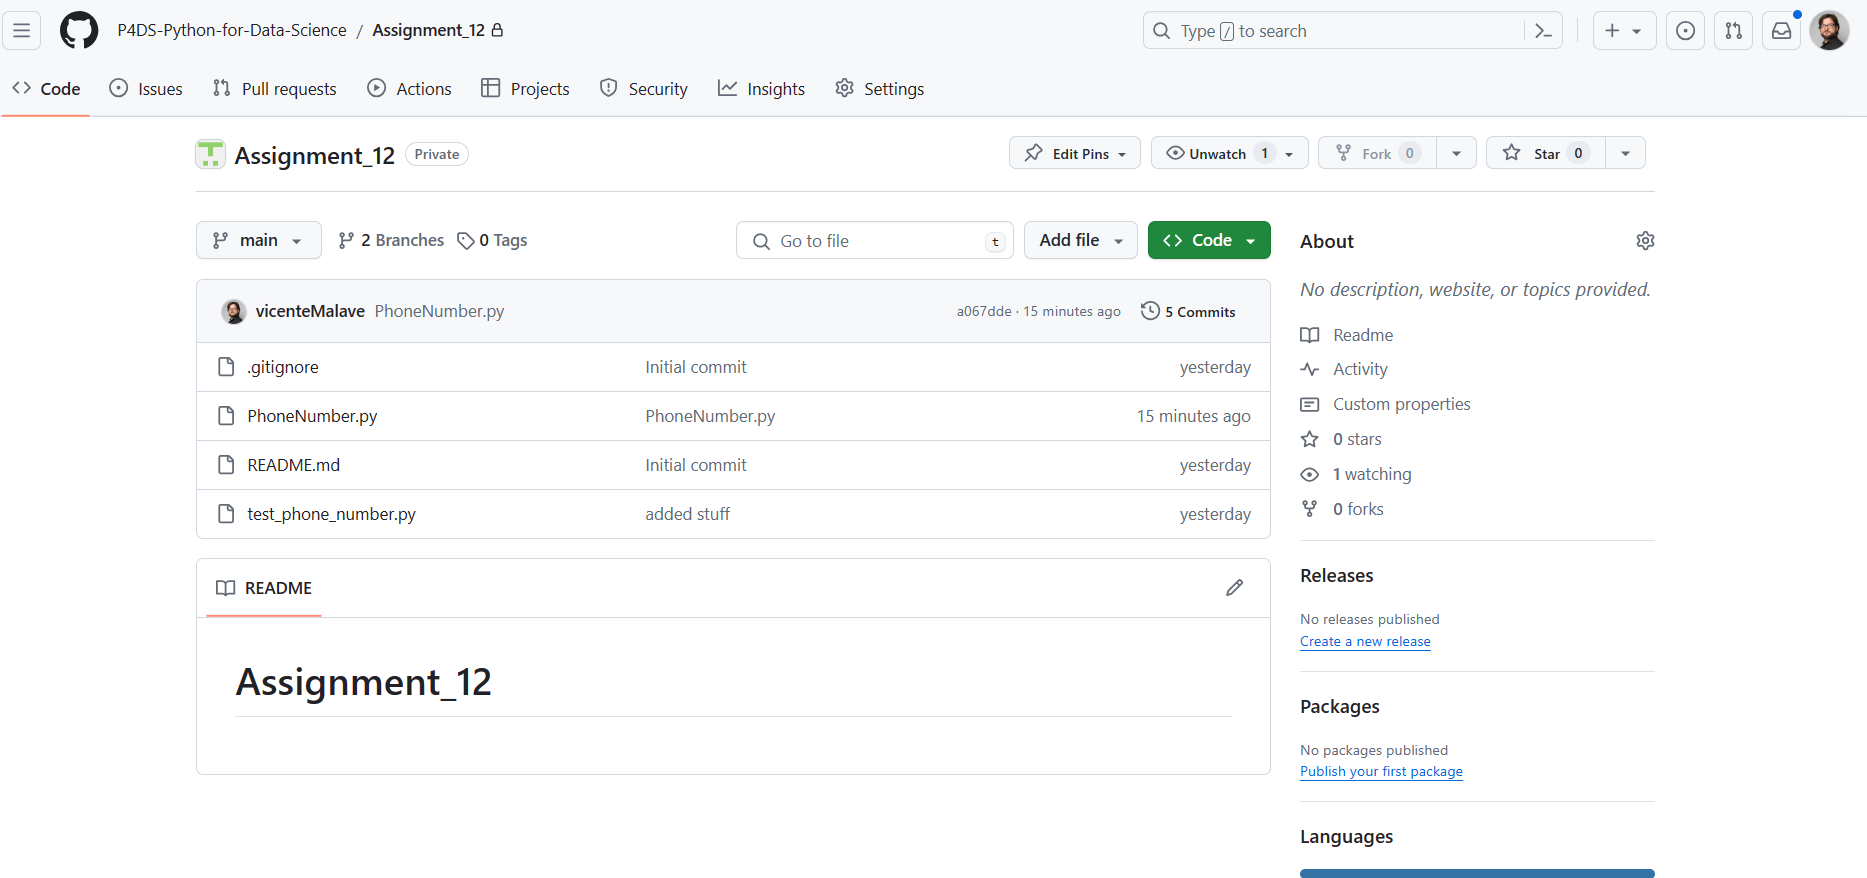 P4DS-Python-for-Data-Science / Assignment_12
Type / to search
Code Issues Pull requests Actions Projects Security Insights Settings
Assignment_12 Private
Edit Pins Unwatch 1 Fork 0 Star 0
main 2 Branches 0 Tags
Go to file t
Add file
Code
vicenteMalave PhoneNumber.py a067dde · 15 minutes ago 5 Commits
.gitignore Initial commit yesterday
PhoneNumber.py PhoneNumber.py 15 minutes ago
README.md Initial commit yesterday
test_phone_number.py added stuff yesterday
README
Assignment_12
About
No description, website, or topics provided.
Readme
Activity
Custom properties
0 stars
1 watching
0 forks
Releases
No releases published
Create a new release
Packages
No packages published
Publish your first package
Languages